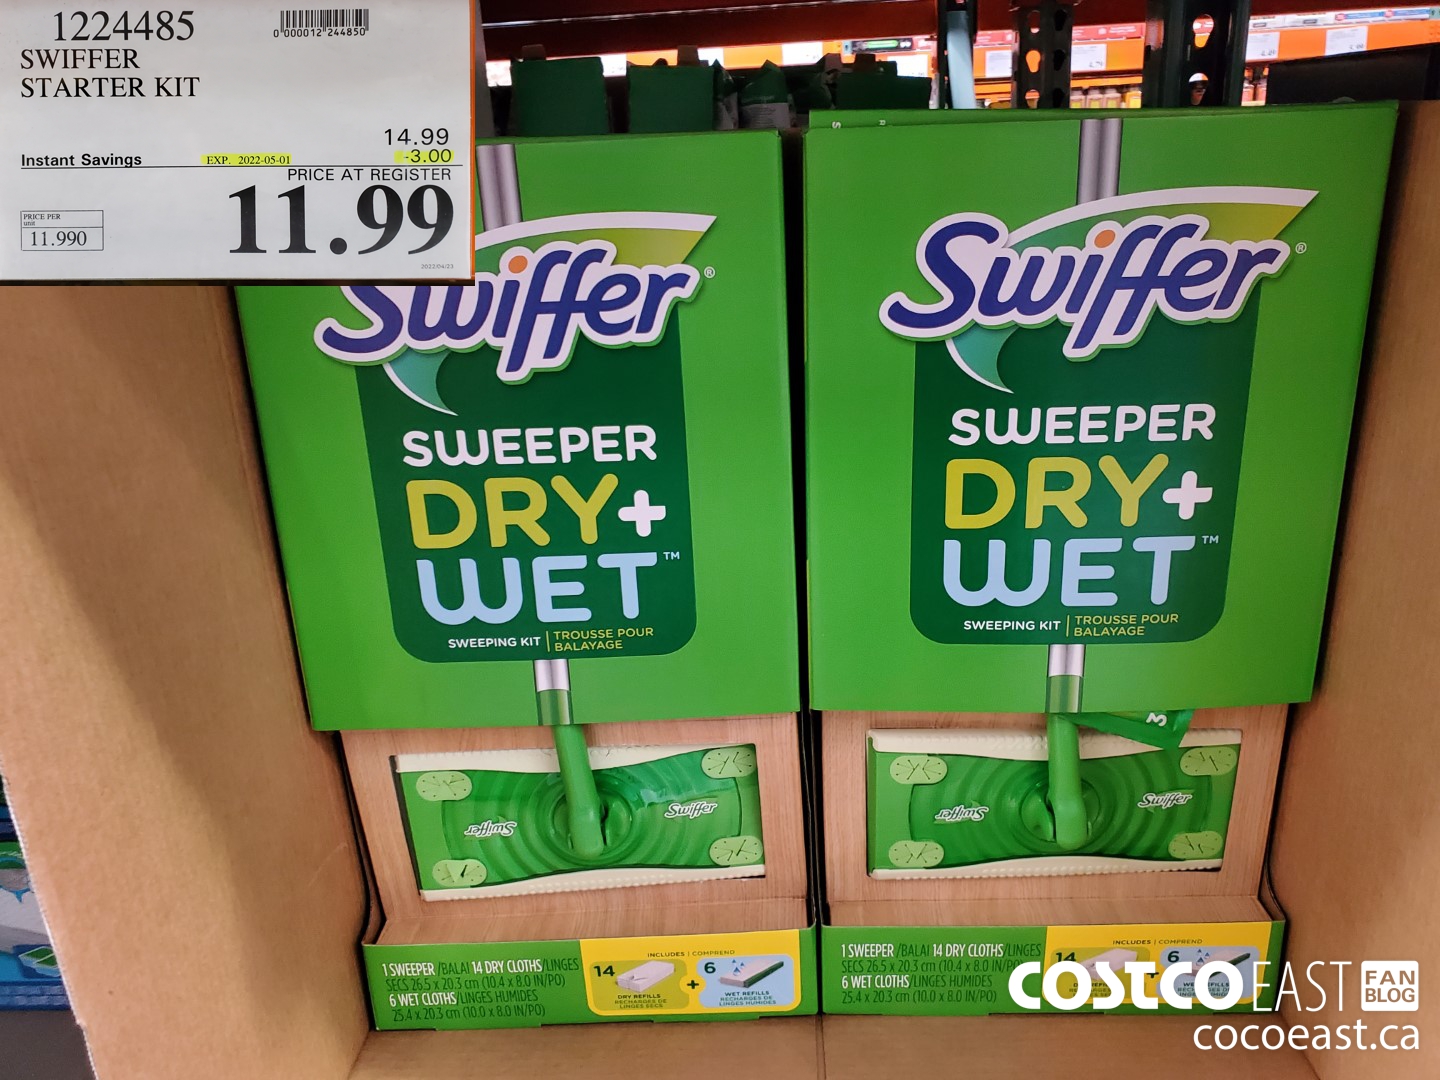 1224485
0 000012 244850
SWIFFER
STARTER KIT
14.99
Instant Savings EXP. 2022-05-01 -3.00
PRICE AT REGISTER
11.99
PRICE PER
unit
11.990
2022/04/23
Swiffer®
SWEEPER
DRY+
WET™
SWEEPING KIT | TROUSSE POUR
BALAYAGE
Swiffer
Swiffer
1 SWEEPER/BALAI 14 DRY CLOTHS/LINGES
SECS 26.5 x 20.3 cm (10.4 x 8.0 IN/PO)
6 WET CLOTHS/LINGES HUMIDES
25.4 x 20.3 cm (10.0 x 8.0 IN/PO)
INCLUDES | COMPREND
14
DRY REFILLS
RECHARGES DE
LINGES SECS
+
6
WET REFILLS
RECHARGES DE
LINGES HUMIDES
Swiffer®
SWEEPER
DRY+
WET™
SWEEPING KIT | TROUSSE POUR
BALAYAGE
3
Swiffer
Swiffer
1 SWEEPER/BALAI 14 DRY CLOTHS/LINGES
SECS 26.5 x 20.3 cm (10.4 x 8.0 IN/PO)
6 WET CLOTHS/LINGES HUMIDES
25.4 x 20.3 cm (10.0 x 8.0 IN/PO)
INCLUDES | COMPREND
14
+
6
COSTCO EAST FAN
BLOG
cocoeast.ca